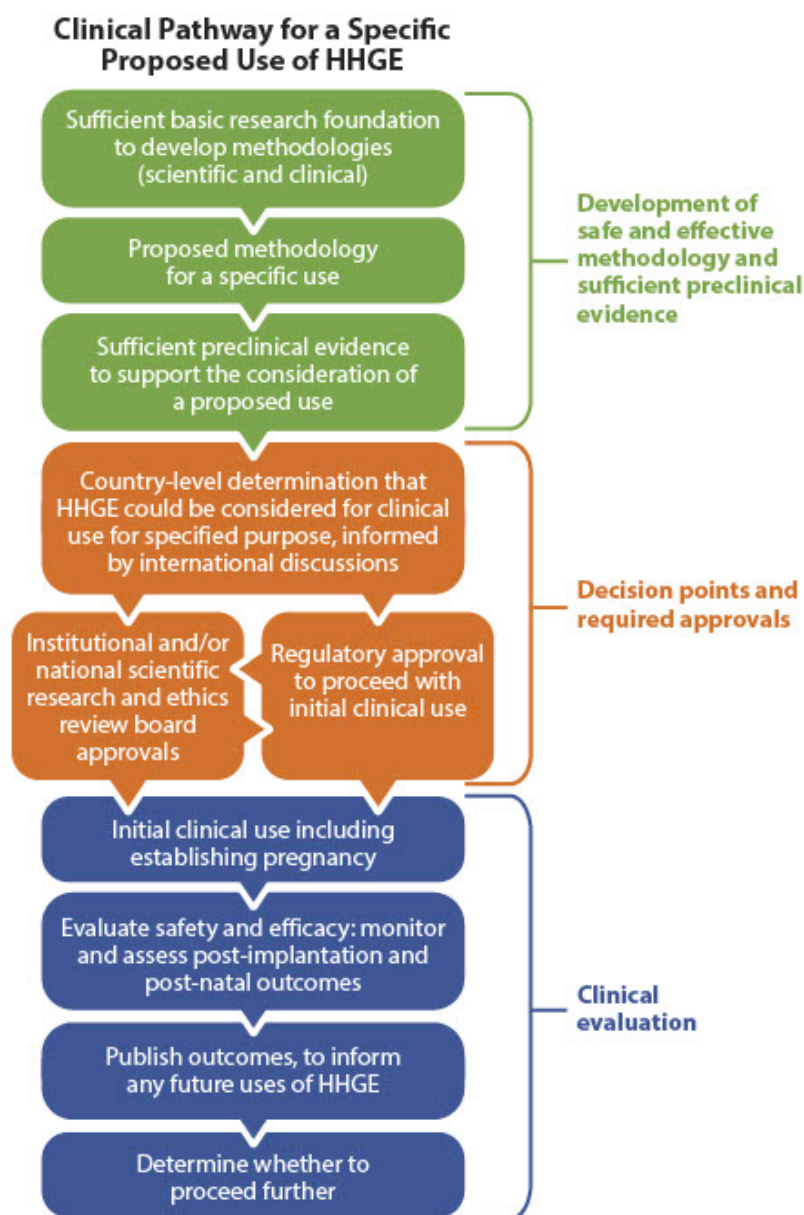 Clinical Pathway for a Specific
Proposed Use of HHGE
Sufficient basic research foundation
to develop methodologies
(scientific and clinical)
Proposed methodology
for a specific use
Sufficient preclinical evidence
to support the consideration of
a proposed use
Development of
safe and effective
methodology and
sufficient preclinical
evidence
Country-level determination that
HHGE could be considered for clinical
use for specified purpose, informed
by international discussions
Institutional and/or
national scientific
research and ethics
review board
approvals
Regulatory approval
to proceed with
initial clinical use
Decision points and
required approvals
Initial clinical use including
establishing pregnancy
Evaluate safety and efficacy: monitor
and assess post-implantation and
post-natal outcomes
Publish outcomes, to inform
any future uses of HHGE
Determine whether to
proceed further
Clinical
evaluation